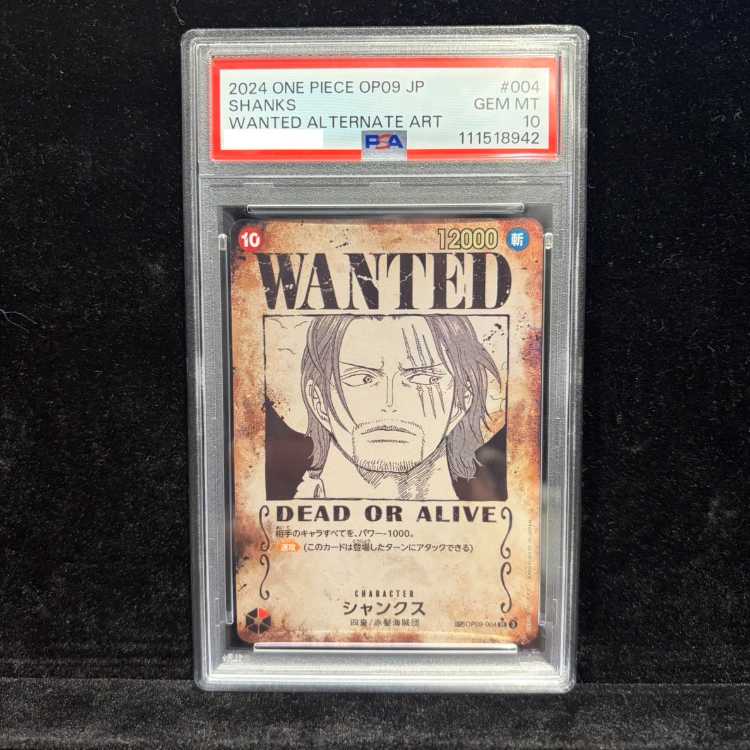 2024 ONE PIECE OP09 JP #004
SHANKS GEM MT
WANTED ALTERNATE ART 10
PSA 111518942
10 12000 斬
WANTED
DEAD OR ALIVE
相手のキャラすべてを、パワー-1000。
速攻 (このカードは登場したターンにアタックできる)
CHARACTER
シャンクス
四皇/赤髪海賊団
OP09-004